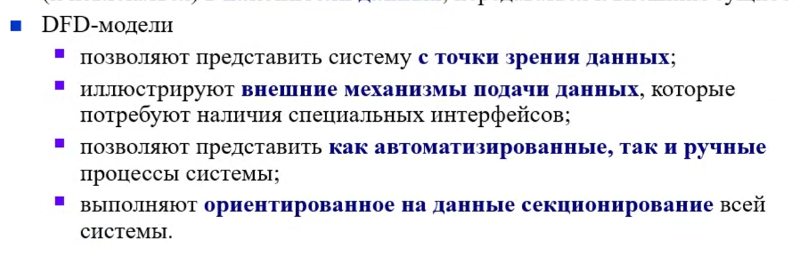 DFD-модели
позволяют представить систему с точки зрения данных;
иллюстрируют внешние механизмы подачи данных, которые
потребуют наличия специальных интерфейсов;
позволяют представить как автоматизированные, так и ручные
процессы системы;
выполняют ориентированное на данные секционирование всей
системы.